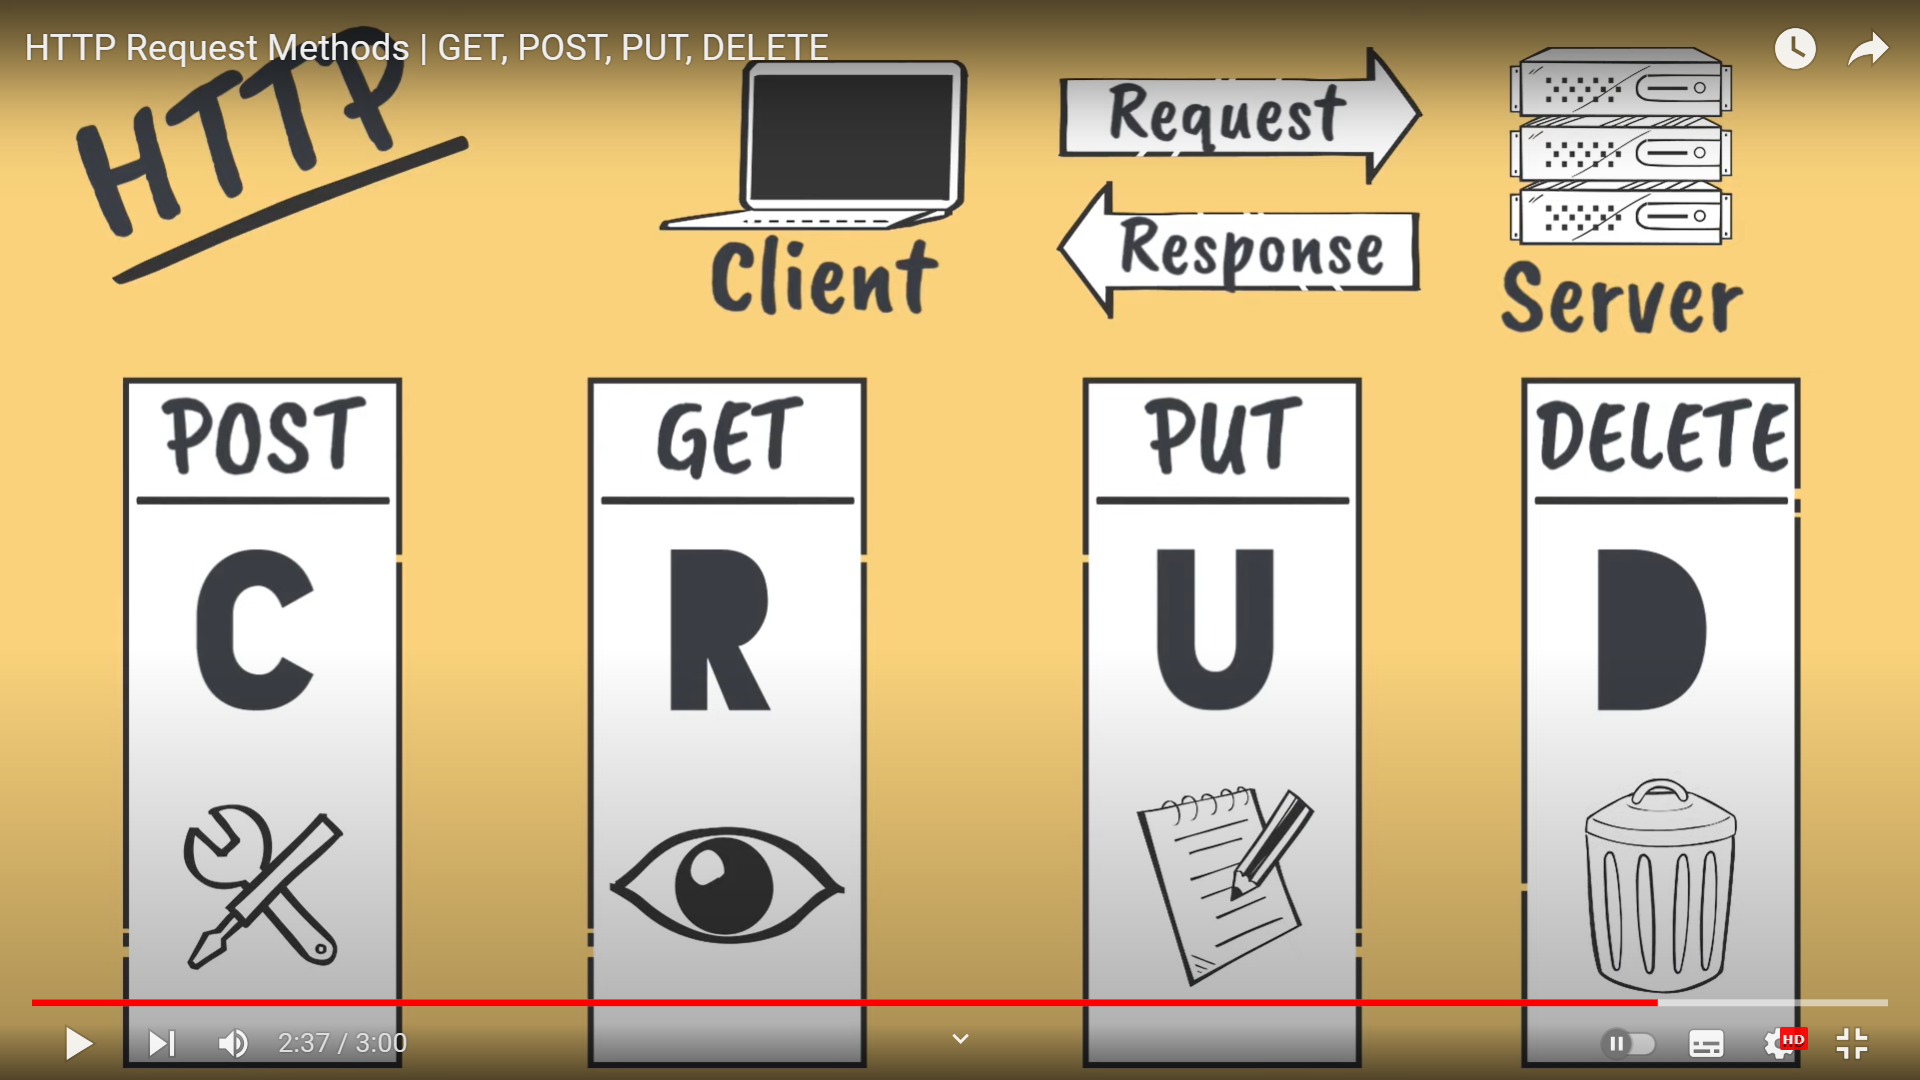 HTTP Request Methods | GET, POST, PUT, DELETE
HTTP
Request
Response
Client
Server
POST
GET
PUT
DELETE
C
R
U
D
2:37 / 3:00
HD